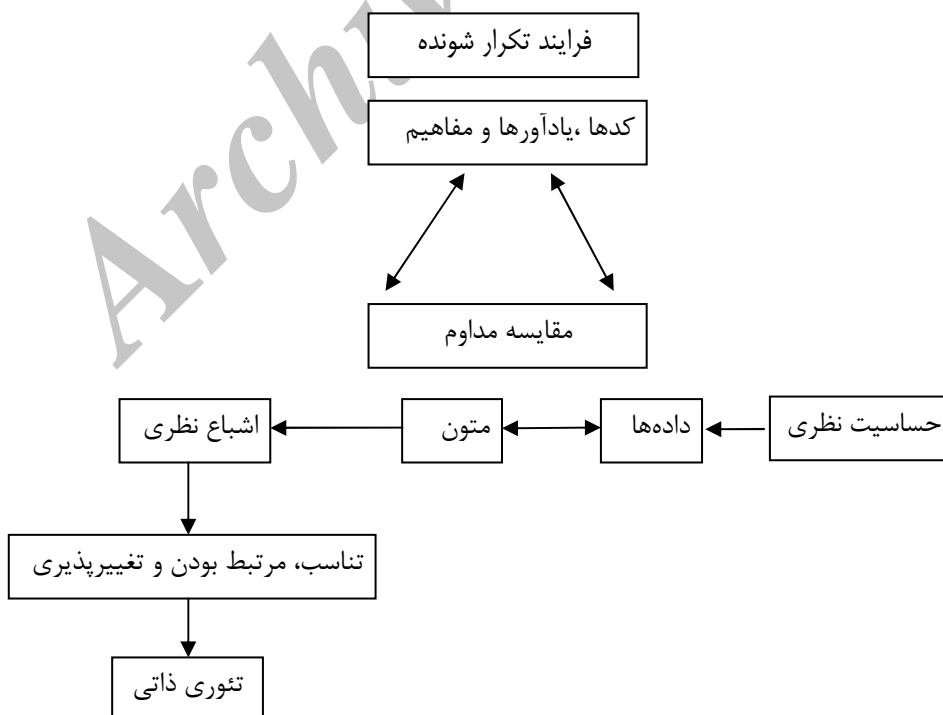 فرایند تکرار شونده
کدها ،یادآورها و مفاهیم
مقایسه مداوم
حساسیت نظری
داده‌ها
متون
اشباع نظری
تناسب، مرتبط بودن و تغییرپذیری
تئوری ذاتی